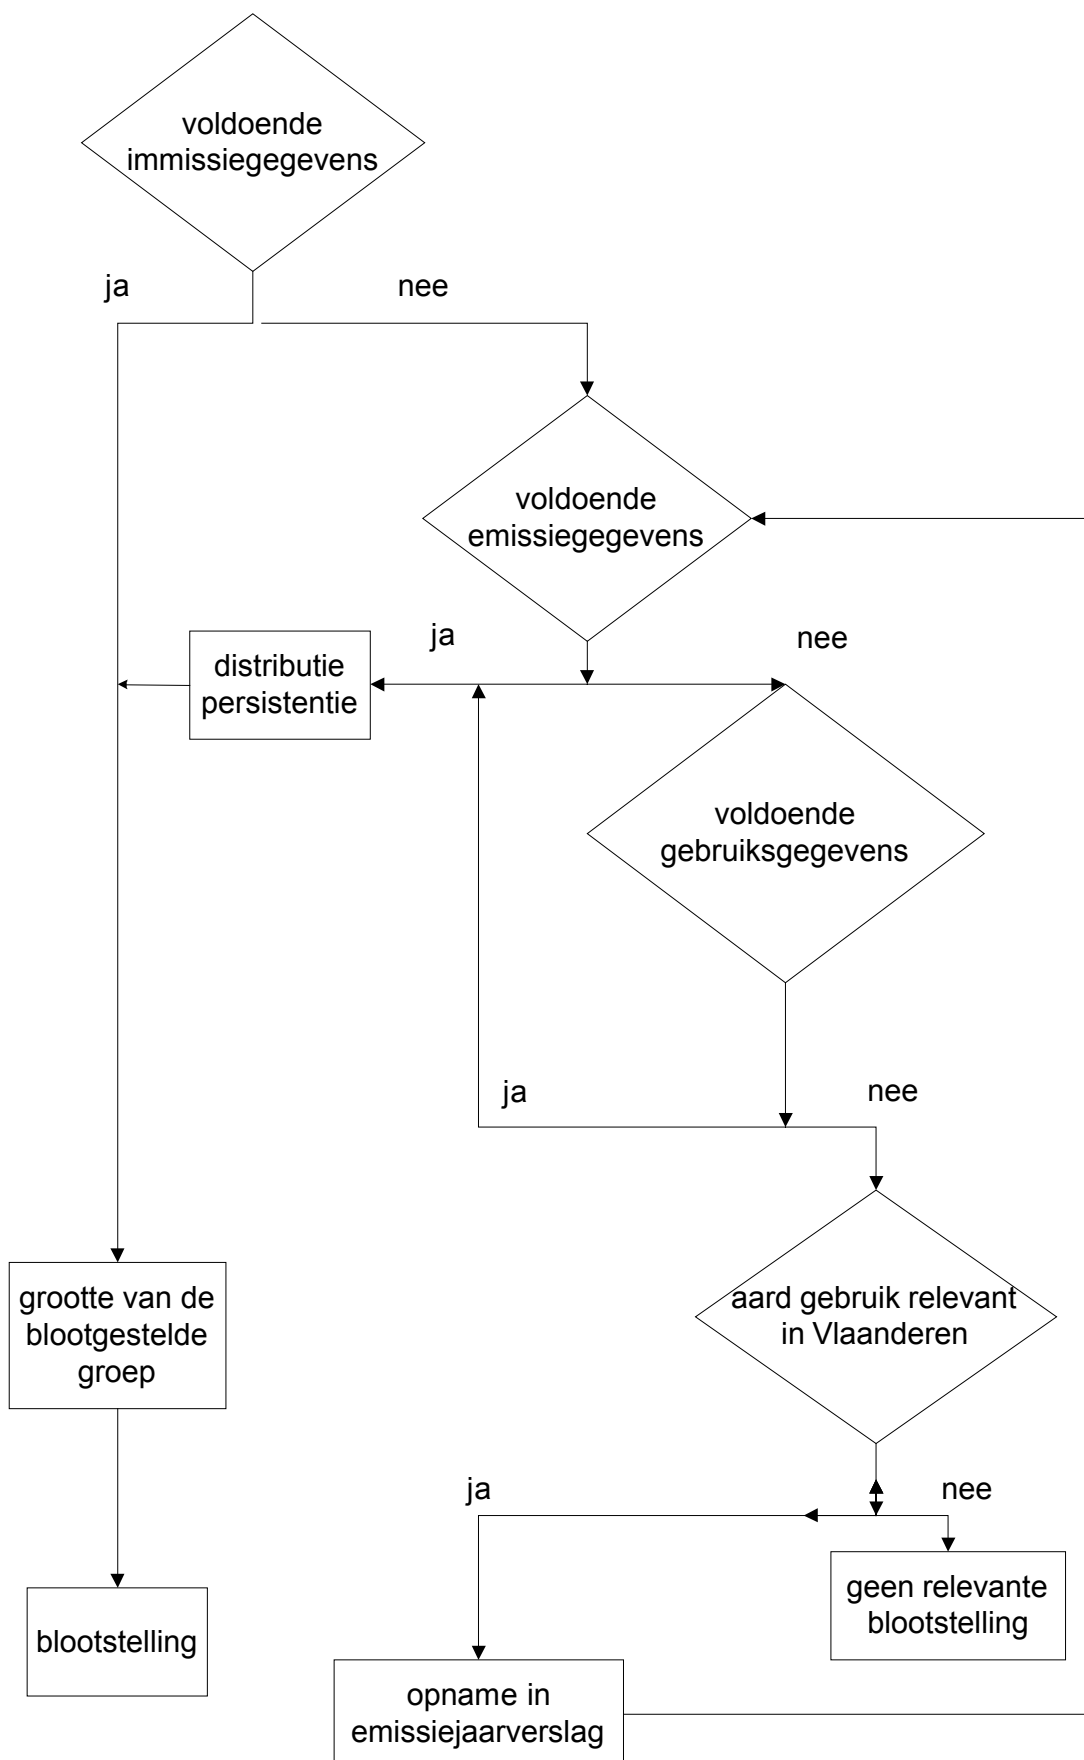 voldoende
immissiegegevens
ja
nee
voldoende
emissiegegevens
ja
nee
distributie
persistentie
voldoende
gebruiksgegevens
ja
nee
grootte van de
blootgestelde
groep
aard gebruik relevant
in Vlaanderen
ja
nee
blootstelling
geen relevante
blootstelling
opname in
emissiejaarverslag